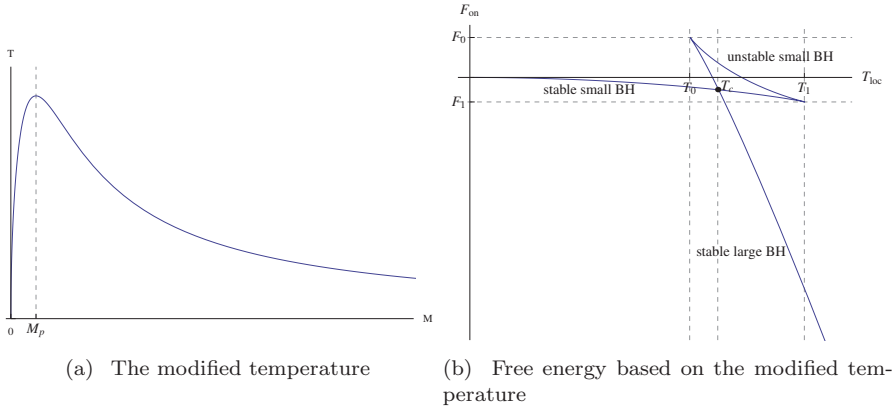 T
0
M_p
M
(a) The modified temperature
F_on
F_0
unstable small BH
T_loc
stable small BH
T_0
T_c
T_1
F_1
stable large BH
(b) Free energy based on the modified tem-
perature